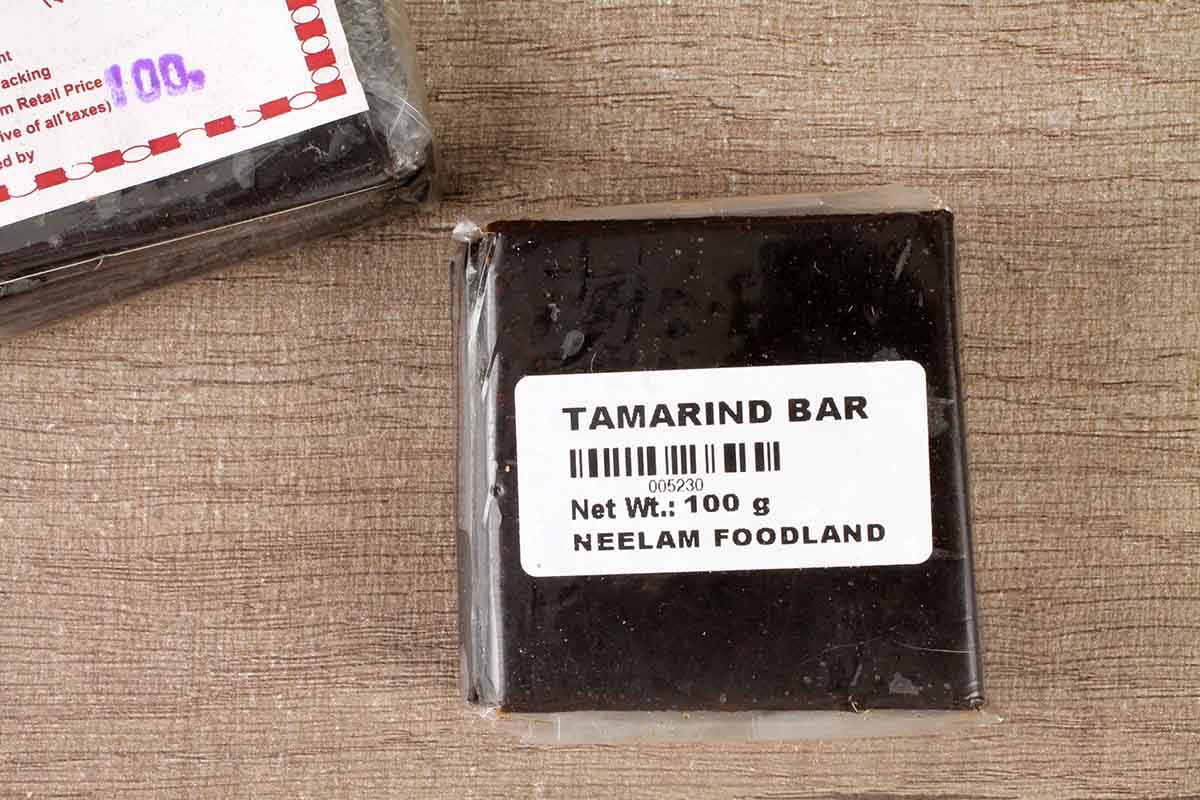 nt
acking
m Retail Price 100.
ive of all taxes)
ed by
TAMARIND BAR
005230
Net Wt.: 100 g
NEELAM FOODLAND